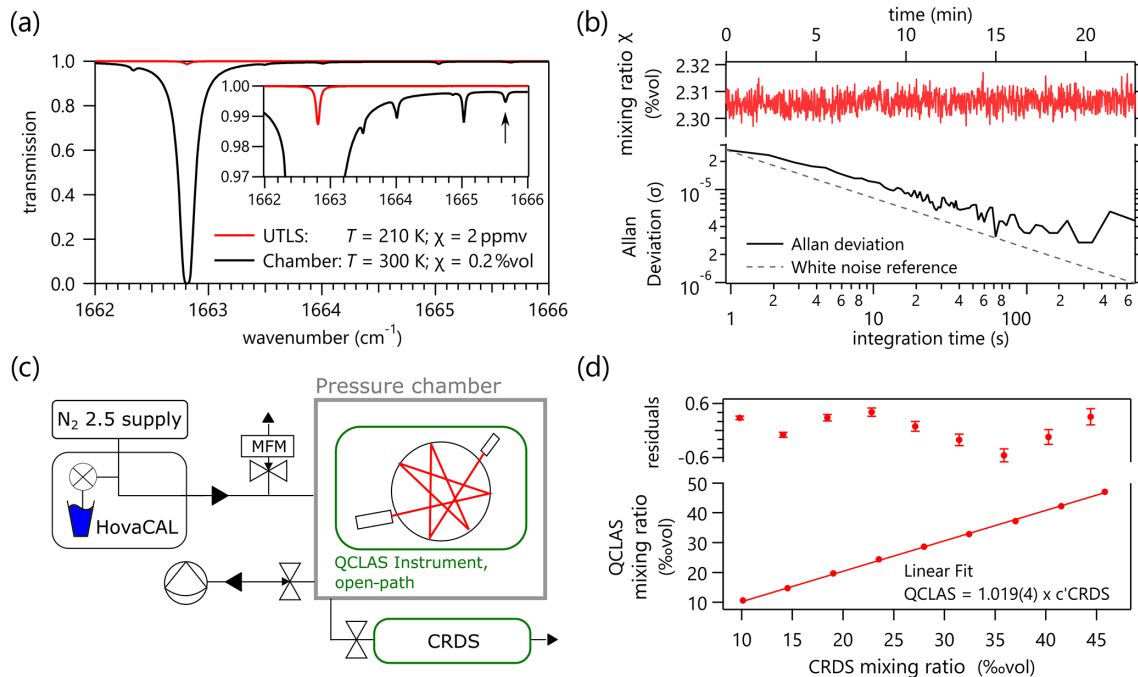 (a)
1.0
0.8
0.6
0.4
0.2
0.0
transmission
1.00
0.99
0.98
0.97
1662
1663
1664
1665
1666
UTLS: T = 210 K; χ = 2 ppmv
Chamber: T = 300 K; χ = 0.2 %vol
1662
1663
1664
1665
1666
wavenumber (cm-1)
(b)
time (min)
0
5
10
15
20
mixing ratio χ
(%vol)
2.32
2.31
2.30
Allan
Deviation (σ)
2
10-5
4
2
10-6
Allan deviation
White noise reference
2 4 6 8 2 4 6 8 2 4 6
1 10 100
integration time (s)
(c)
Pressure chamber
N2 2.5 supply
MFM
HovaCAL
QCLAS Instrument,
open-path
CRDS
(d)
residuals
0.6
-0.6
QCLAS
mixing ratio
(‰vol)
50
40
30
20
10
Linear Fit
QCLAS = 1.019(4) x c'CRDS
10 15 20 25 30 35 40 45
CRDS mixing ratio (‰vol)